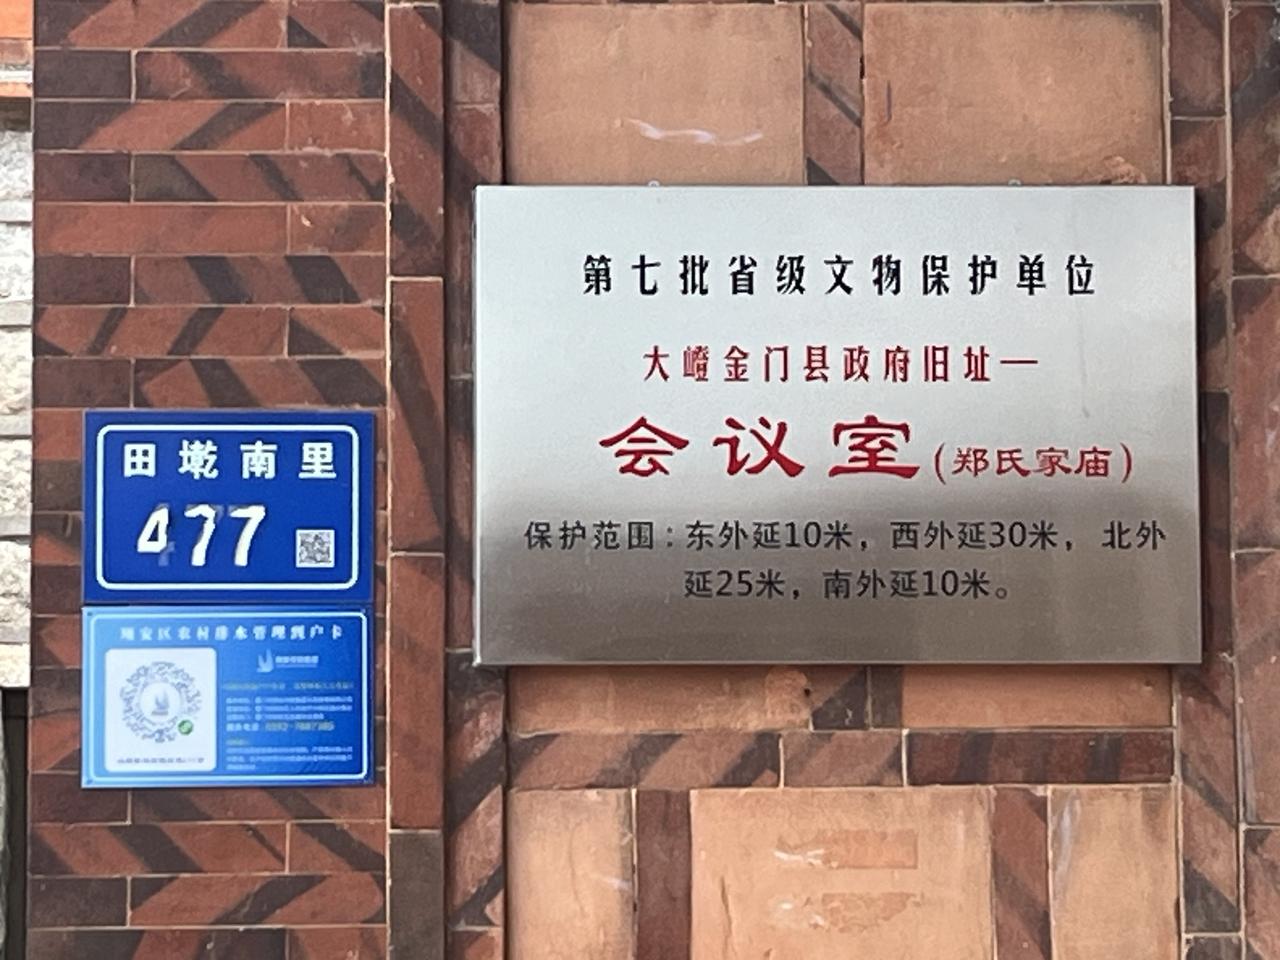 第七批省级文物保护单位
大嶝金门县政府旧址一
会议室(郑氏家庙)
保护范围:东外延10米,西外延30米,北外
延25米,南外延10米。
田墘南里
477
翔安区农村排水管理到户卡